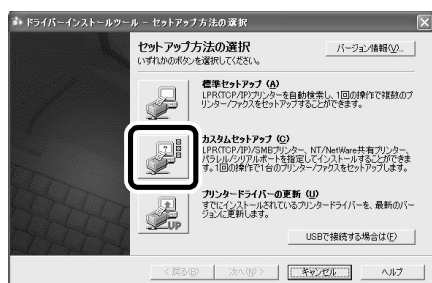 ドライバーインストールツール - セットアップ方法の選択
セットアップ方法の選択
バージョン情報(V)...
いずれかのボタンを選択してください。
標準セットアップ (A)
LPR(TCP/IP)プリンターを自動検索し、1回の操作で複数のプ
リンター/ファクスをセットアップすることができます。
カスタムセットアップ (C)
LPR(TCP/IP)/SMBプリンター、NT/NetWare共有プリンター、
パラレル/シリアルポートを指定してインストールすることができま
す。1回の操作で1台のプリンター/ファクスをセットアップします。
プリンタードライバーの更新 (U)
すでにインストールされているプリンタードライバーを、最新のバー
ジョンに更新します。
UP
USBで接続する場合は(F)
< 戻る(B)
次へ(N) >
キャンセル
ヘルプ